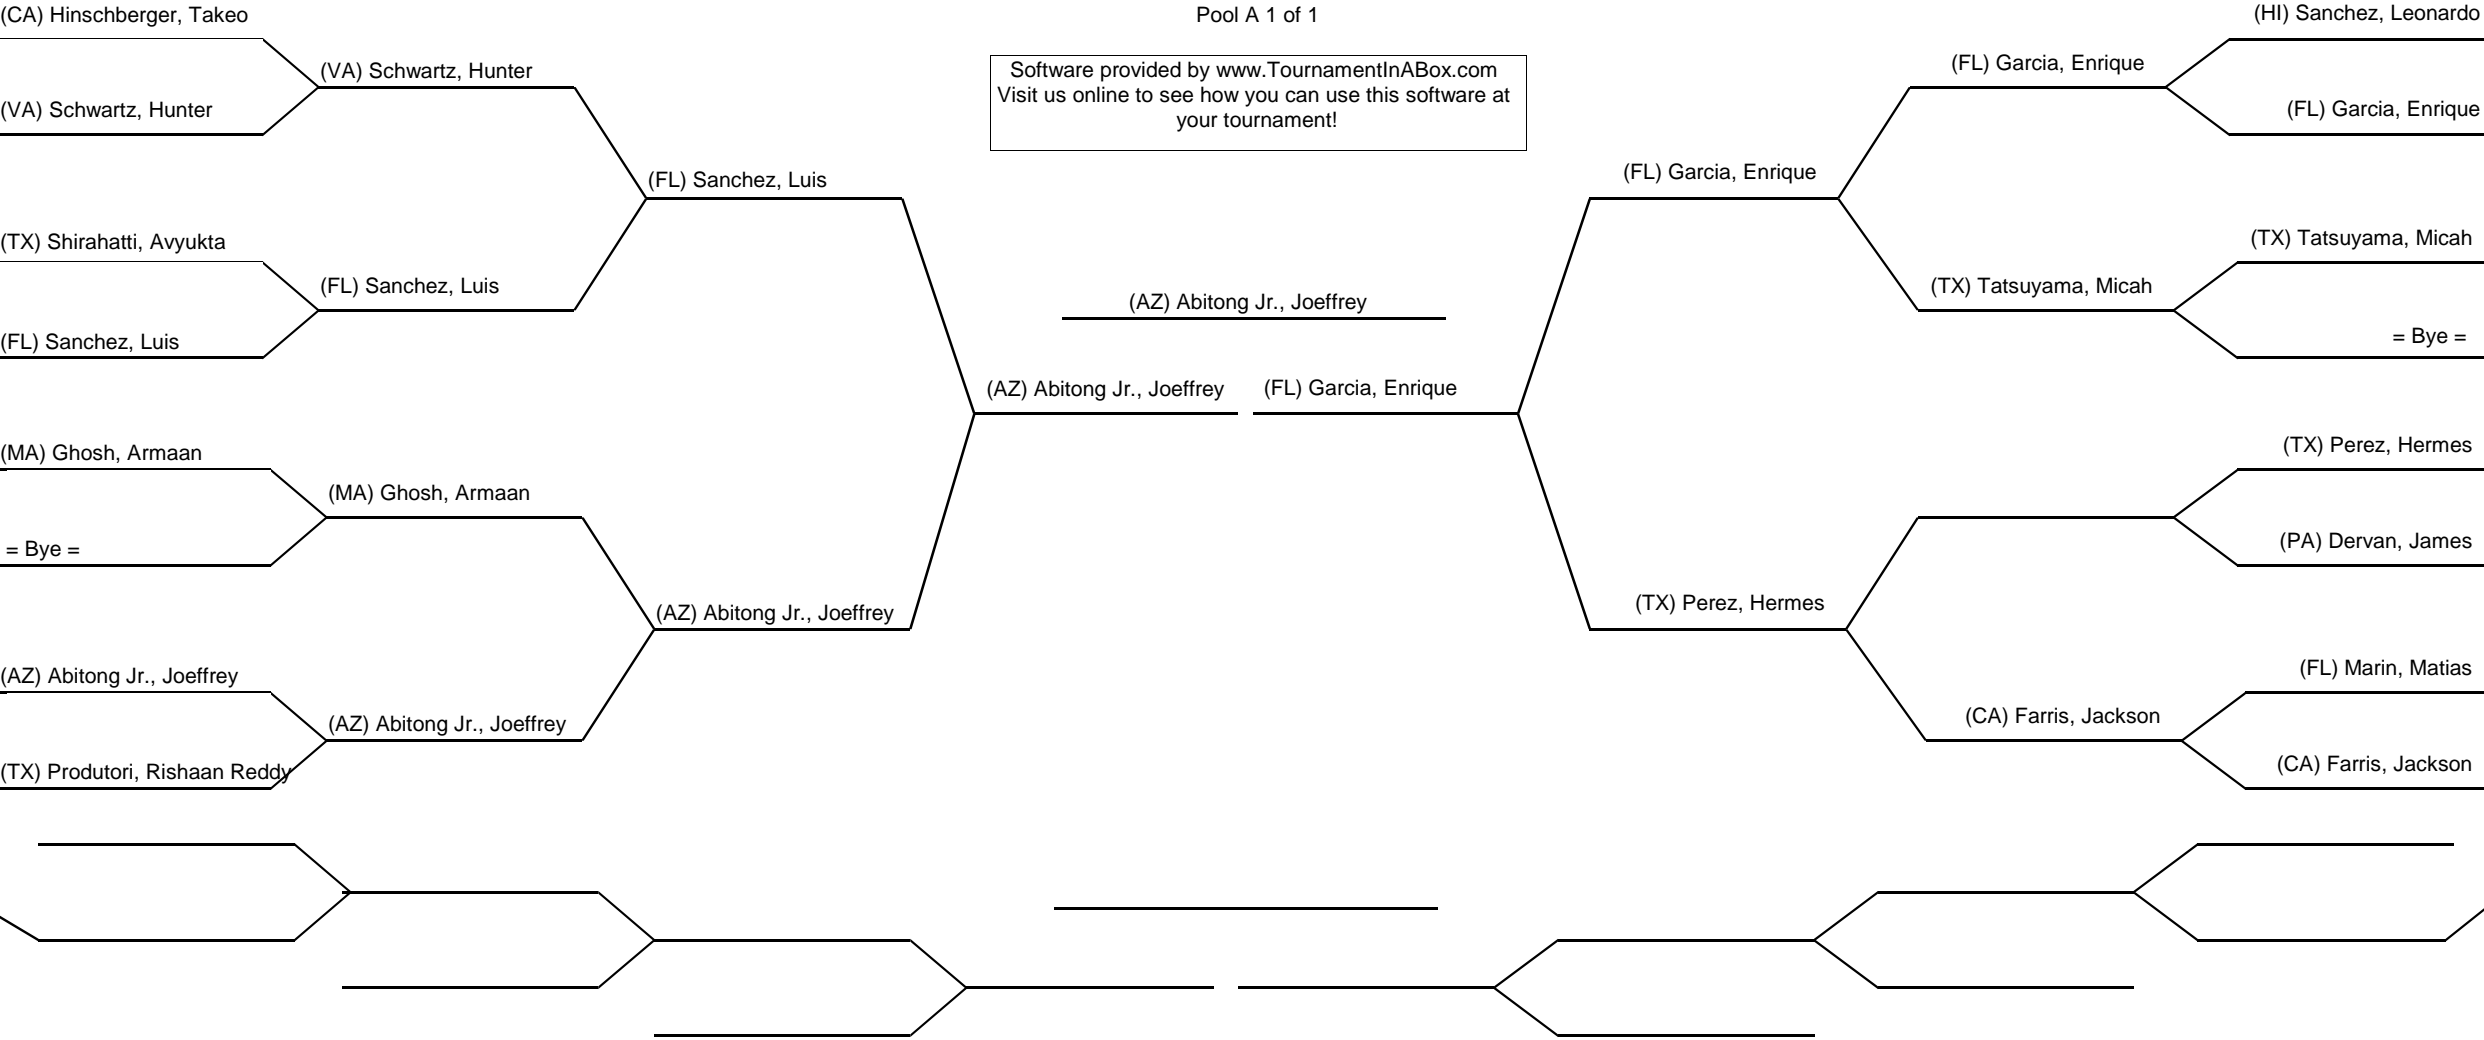 (CA) Hinschberger, Takeo
(VA) Schwartz, Hunter
(VA) Schwartz, Hunter
(FL) Sanchez, Luis
(TX) Shirahatti, Avyukta
(FL) Sanchez, Luis
(FL) Sanchez, Luis
(MA) Ghosh, Armaan
(MA) Ghosh, Armaan
= Bye =
(AZ) Abitong Jr., Joeffrey
(AZ) Abitong Jr., Joeffrey
(AZ) Abitong Jr., Joeffrey
(TX) Produtori, Rishaan Reddy
Pool A 1 of 1
Software provided by www.TournamentInABox.com
Visit us online to see how you can use this software at
your tournament!
(AZ) Abitong Jr., Joeffrey
(AZ) Abitong Jr., Joeffrey
(FL) Garcia, Enrique
(FL) Garcia, Enrique
(TX) Perez, Hermes
(FL) Garcia, Enrique
(TX) Tatsuyama, Micah
(CA) Farris, Jackson
(HI) Sanchez, Leonardo
(FL) Garcia, Enrique
(TX) Tatsuyama, Micah
= Bye =
(TX) Perez, Hermes
(PA) Dervan, James
(FL) Marin, Matias
(CA) Farris, Jackson